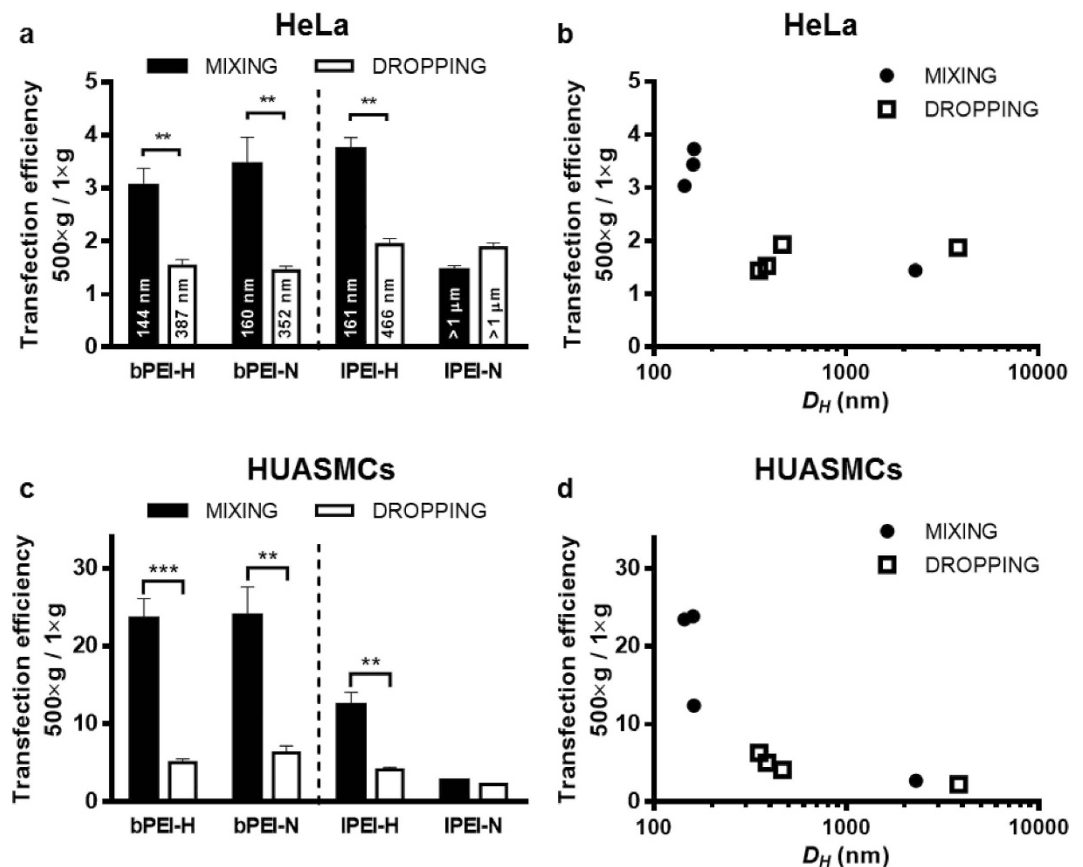 a
HeLa
MIXING
DROPPING
Transfection efficiency
500×g / 1×g
5
4
3
2
1
0
**
**
**
144 nm
387 nm
160 nm
352 nm
161 nm
466 nm
>1 µm
>1 µm
bPEI-H
bPEI-N
lPEI-H
lPEI-N
b
HeLa
MIXING
DROPPING
Transfection efficiency
500×g / 1×g
5
4
3
2
1
0
100
1000
10000
D_H (nm)
c
HUASMCs
MIXING
DROPPING
Transfection efficiency
500×g / 1×g
30
20
10
0
***
**
**
bPEI-H
bPEI-N
lPEI-H
lPEI-N
d
HUASMCs
MIXING
DROPPING
Transfection efficiency
500×g / 1×g
30
20
10
0
100
1000
10000
D_H (nm)